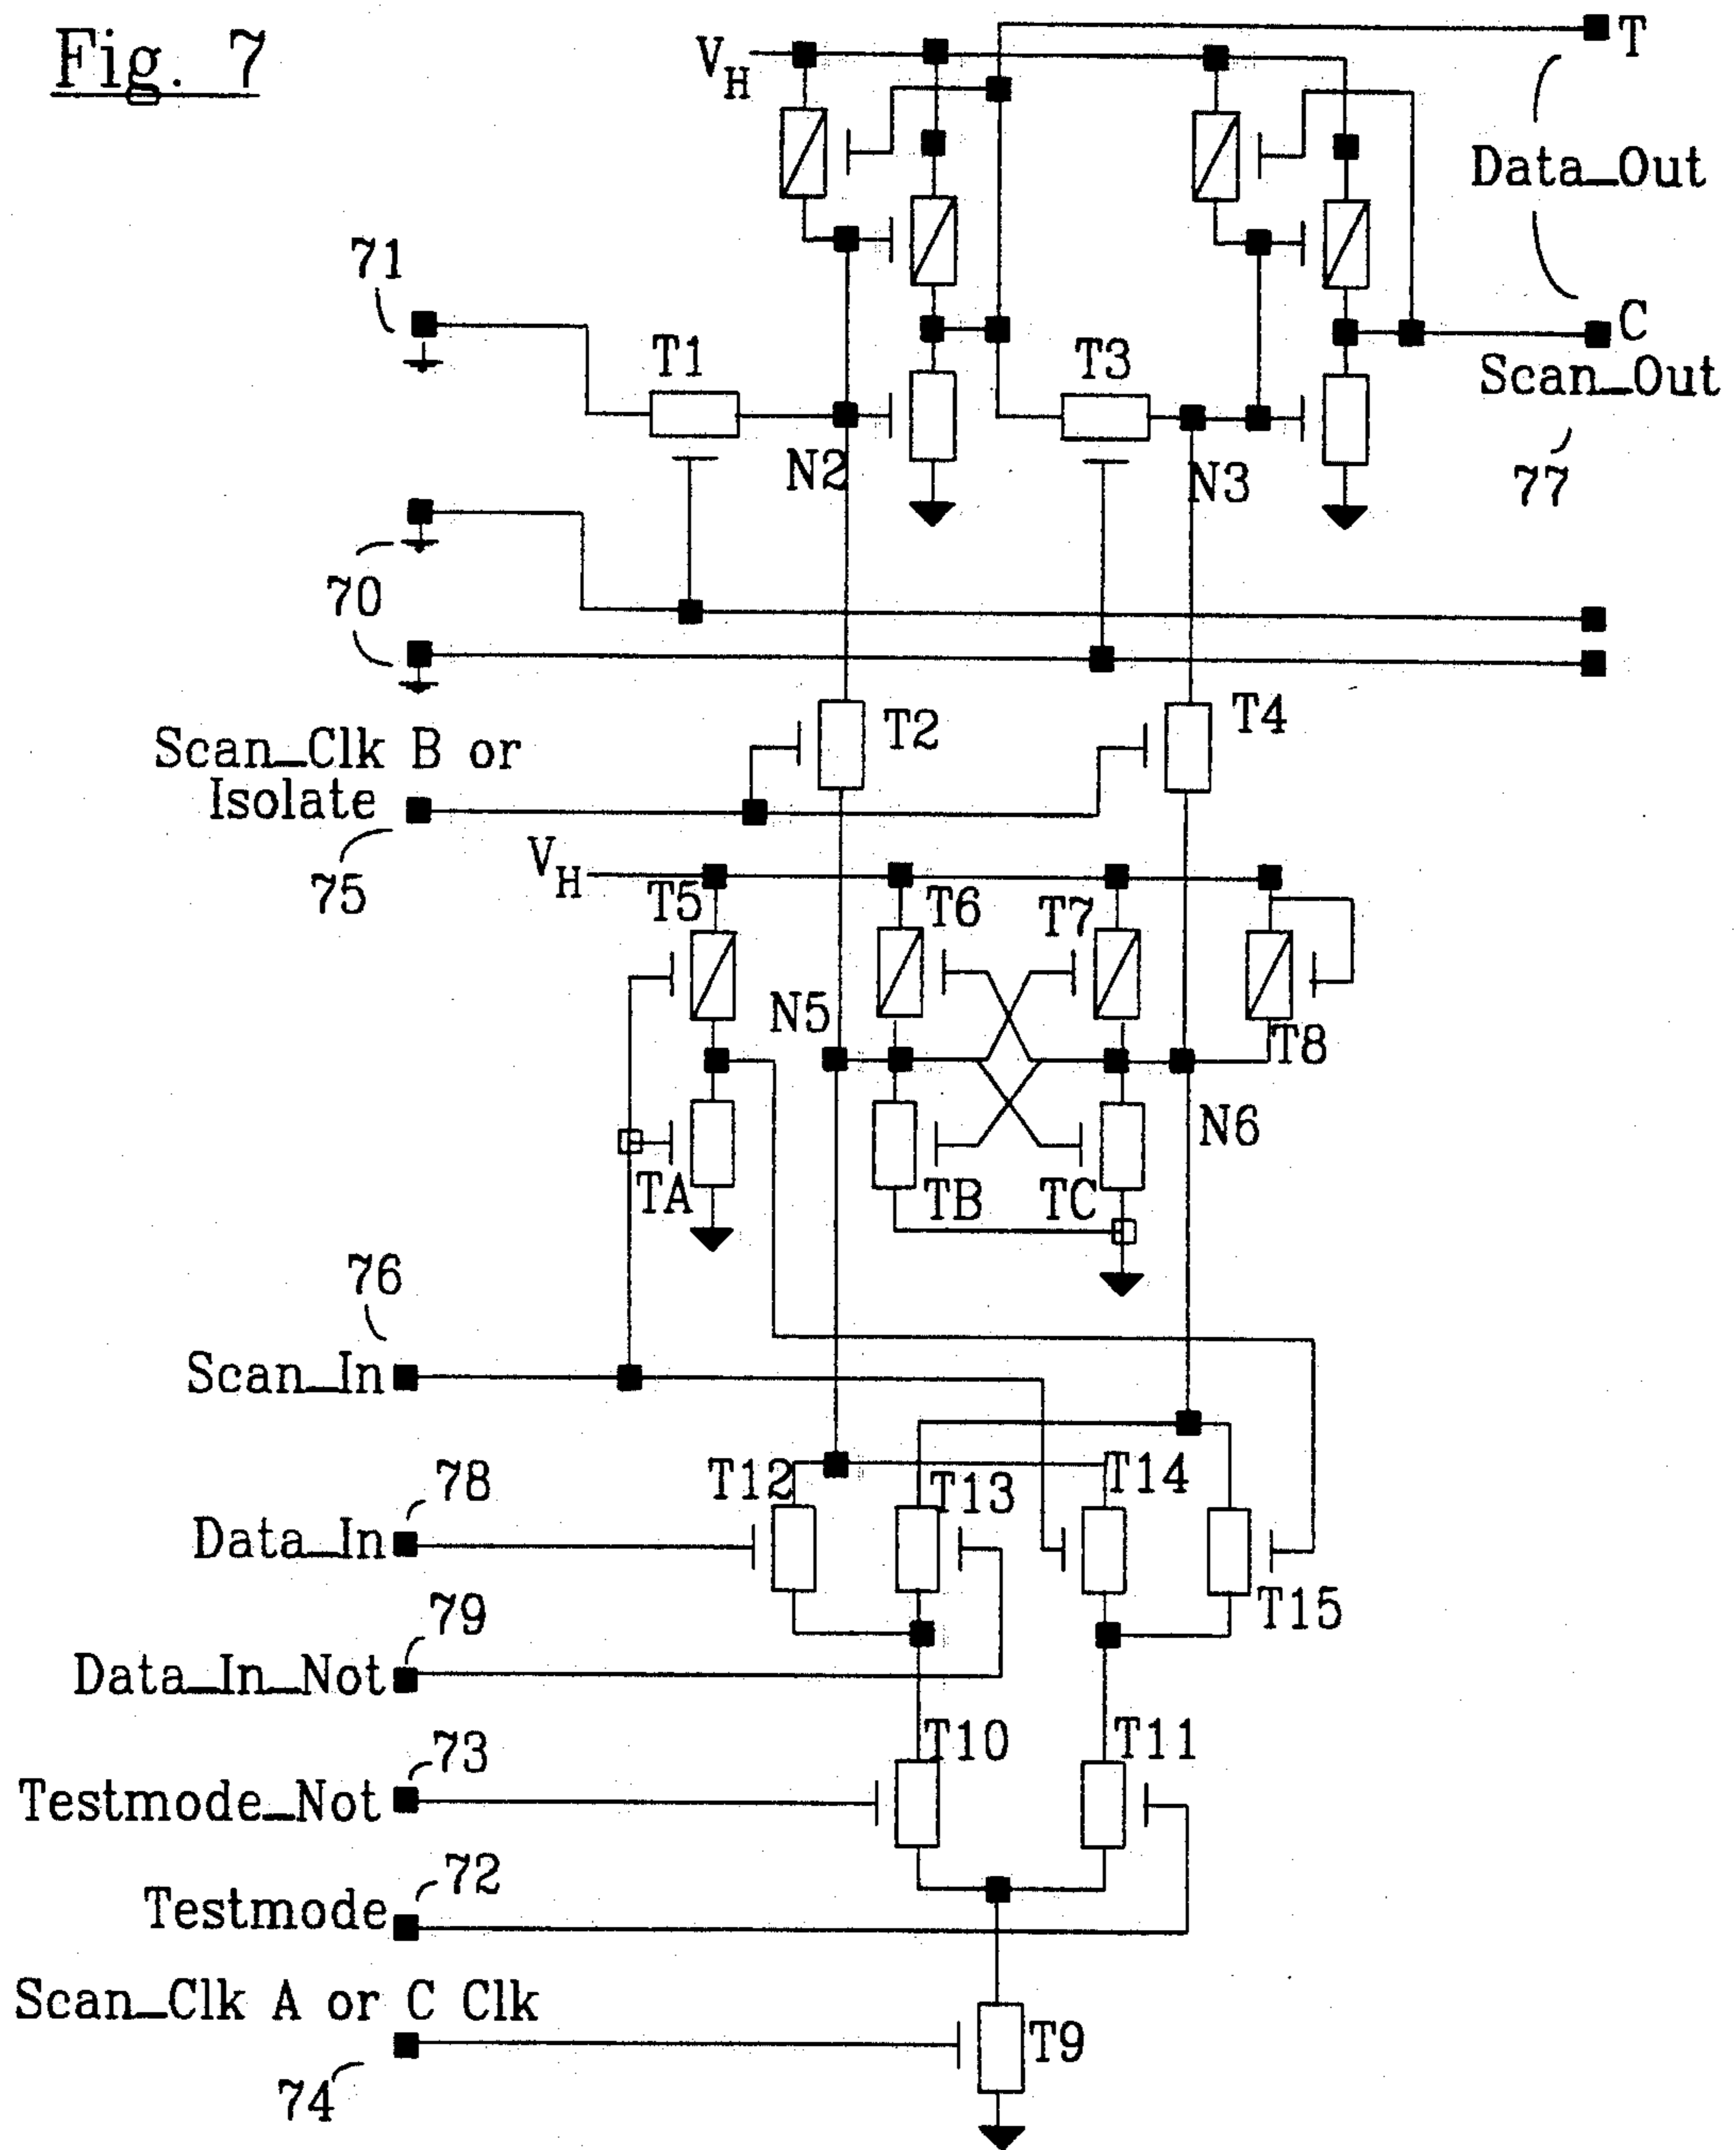 Fig. 7
VH
T
Data_Out
C
Scan_Out
77
71
T1
T3
N2
N3
70
T2
T4
Scan_Clk B or
Isolate
75
VH
T5
T6
T7
T8
N5
N6
TA
TB
TC
76
Scan_In
T12
T13
T14
78
Data_In
T15
79
Data_In_Not
T10
T11
73
Testmode_Not
72
Testmode
Scan_Clk A or C Clk
T9
74